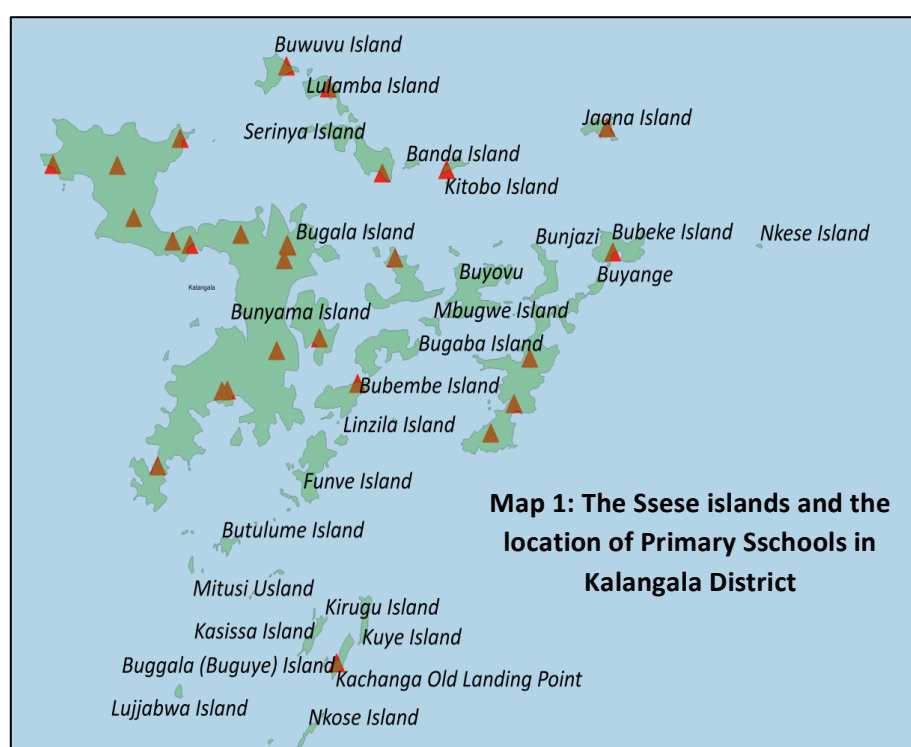 Buwuvu Island
Lulamba Island
Jaana Island
Serinya Island
Banda Island
Kitobo Island
Bugala Island
Bunjazi
Bubeke Island
Nkese Island
Buyovu
Buyange
Kalangala
Bunyama Island
Mbugwe Island
Bugaba Island
Bubembe Island
Linzila Island
Funve Island
Map 1: The Ssese islands and the
location of Primary Sschools in
Kalangala District
Butulume Island
Mitusi Usland
Kirugu Island
Kasissa Island
Kuye Island
Buggala (Buguye) Island
Kachanga Old Landing Point
Lujjabwa Island
Nkose Island